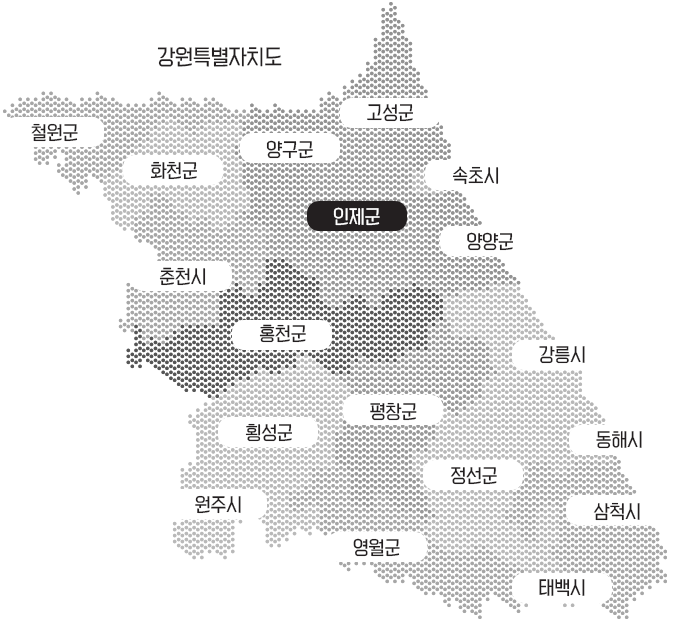 강원특별자치도
고성군
철원군
양구군
화천군
속초시
인제군
양양군
춘천시
홍천군
강릉시
평창군
횡성군
동해시
정선군
원주시
삼척시
영월군
태백시